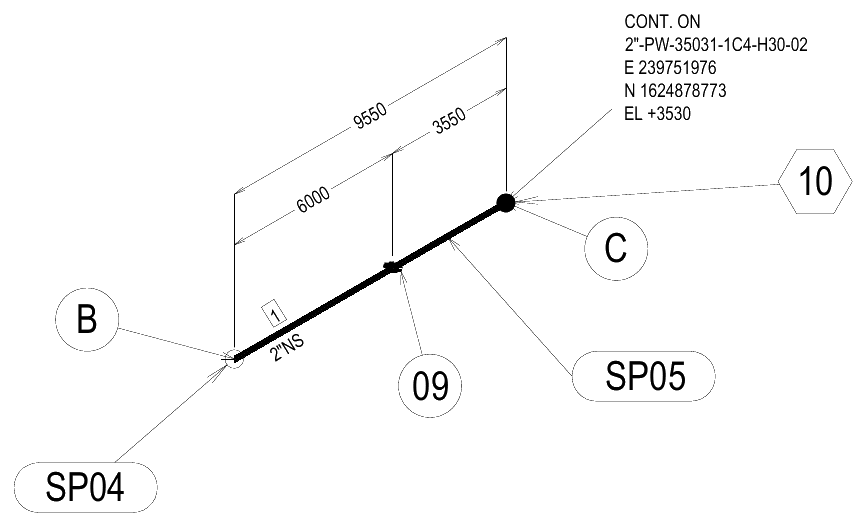 CONT. ON
2"-PW-35031-1C4-H30-02
E 239751976
N 1624878773
EL +3530
9550
3550
6000
10
C
B
1
2"NS
09
SP05
SP04